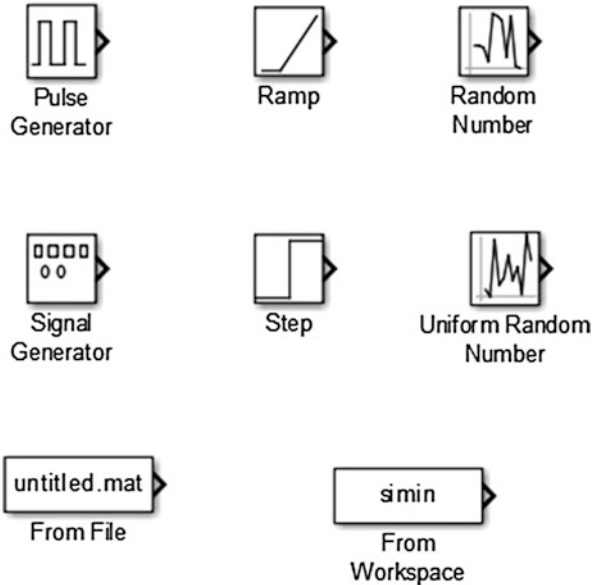 Pulse
Generator
Ramp
Random
Number
Signal
Generator
Step
Uniform Random
Number
untitled.mat
From File
simin
From
Workspace